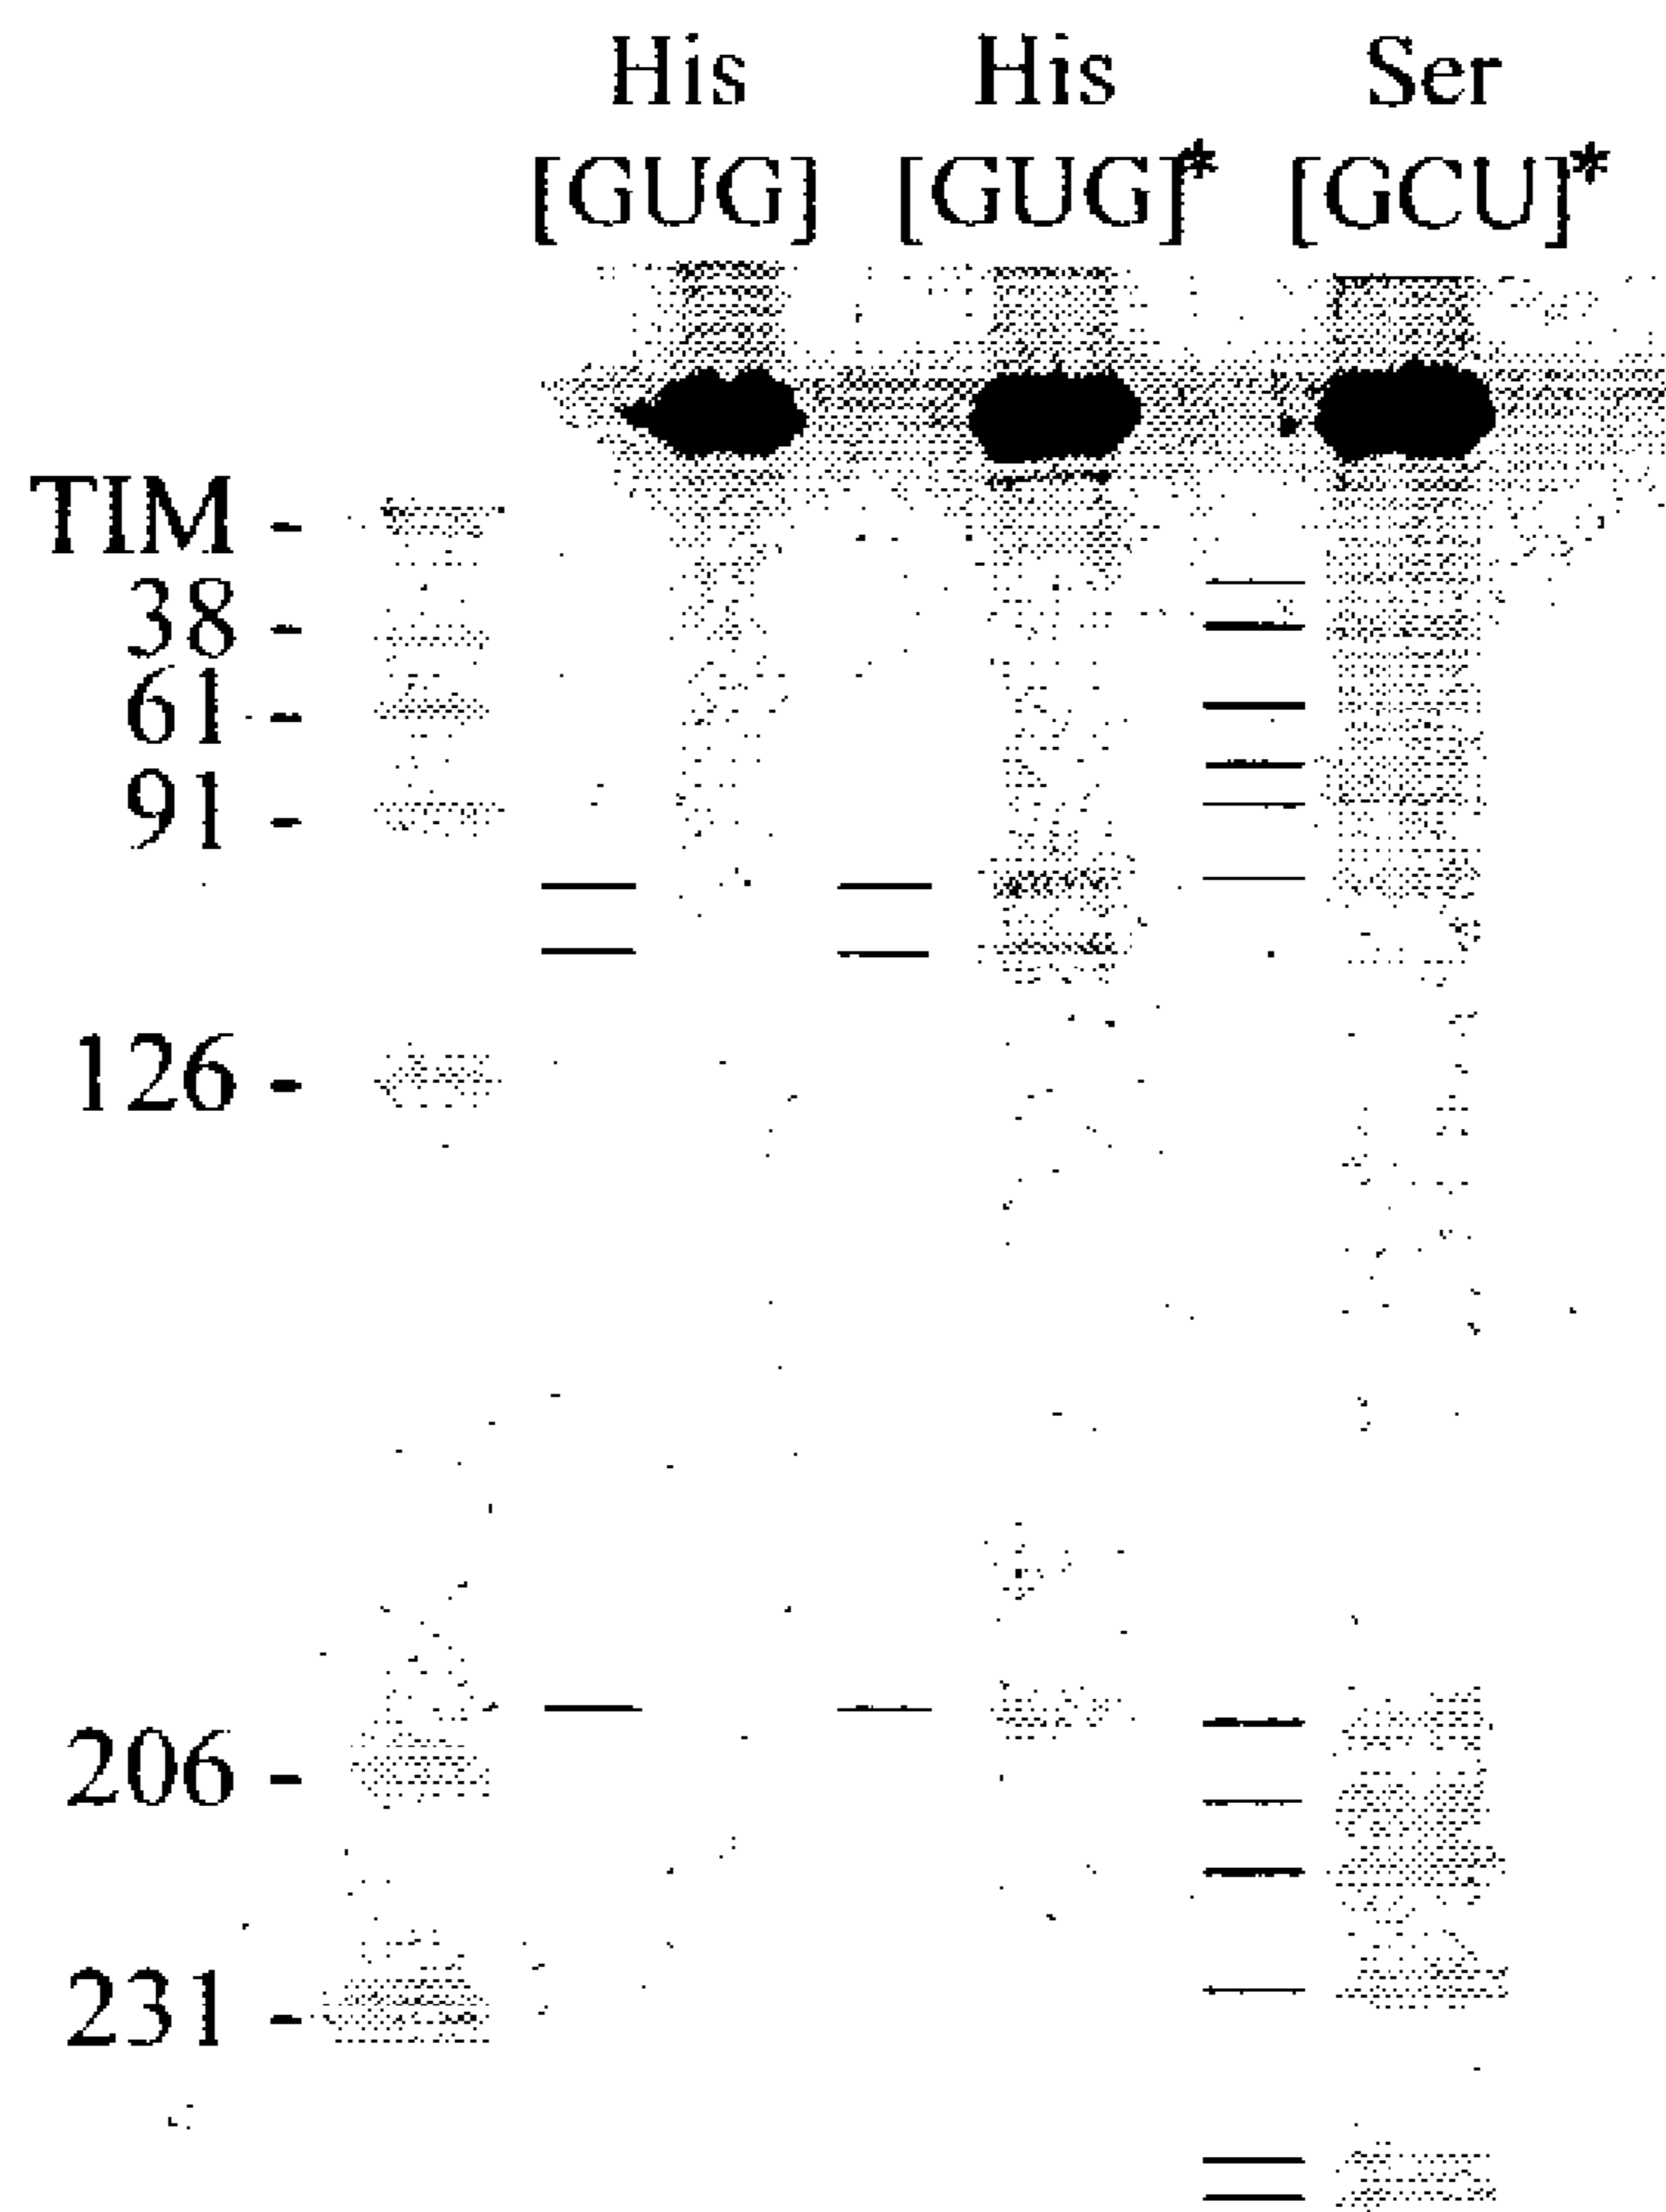 His His Ser
[GUG] [GUG]* [GCU]*
TIM -
38 -
61 -
91 -
126 -
206 -
231 -